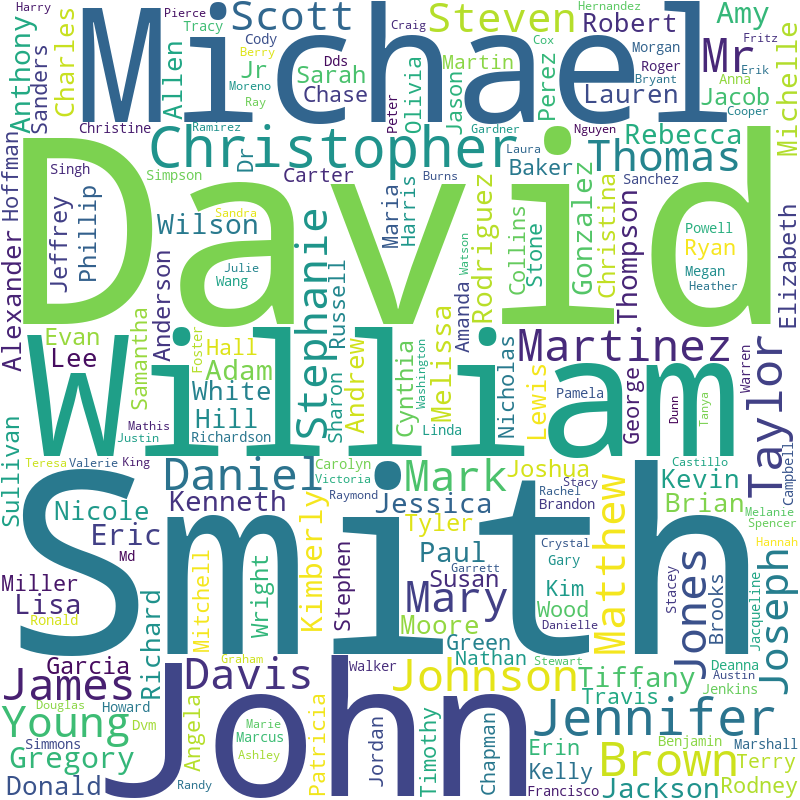 Harry
Pierce
Michael
Scott
Steven
Tracy
Craig
Hernandez
Robert
Amy
Anthony
Sanders
Charles
Allen
Cody
Berry
Jr
Dds
Sarah
Moreno
Ray
Chase
Peter
Olivia
Martin
Jason
Cox
Perez
Morgan
Roger
Bryant
Lauren
Mr
Fritz
Erik
Anna
Jacob
Cooper
Michelle
Christine
Ramirez
Christopher
Gardner
Nguyen
Rebecca
Hoffman
Singh
David
Simpson
Dr
Carter
Burns
Laura
Baker
Thomas
Sanchez
Jeffrey
Phillip
Sandra
Wilson
Maria
Harris
Rodriguez
Collins
Stone
Gonzalez
Christina
Thompson
Powell
Ryan
Megan
Heather
Elizabeth
Alexander
Julie
Wang
Stephanie
Russell
Watson
Amanda
Evan
Lee
Samantha
Anderson
Foster
Hall
Adam
William
White
Hill
Mathis
Justin
Richardson
Sharon
Andrew
Cynthia
Washington
Melissa
Linda
Nicholas
Martinez
Lewis
Pamela
George
Dunn
Tanya
Warren
Taylor
Sullivan
Teresa
Valerie
King
Daniel
Carolyn
Victoria
Mark
Joshua
Stacy
Castillo
Kevin
Campbell
Smith
Nicole
Kenneth
Raymond
Jessica
Rachel
Brandon
Brian
Melanie
Spencer
Eric
Md
Kimberly
Tyler
Crystal
Matthew
Hannah
Miller
Lisa
Ronald
Mitchell
Wright
Stephen
Paul
Garrett
Susan
Gary
Kim
Mary
Wood
Danielle
Moore
Green
Stacey
Jones
Brooks
Jacqueline
Joseph
Garcia
James
Richard
Graham
Davis
Walker
Nathan
Johnson
Stewart
Tiffany
Deanna
Austin
Jenkins
Douglas
Howard
John
Travis
Young
Dvm
Angela
Marie
Marcus
Ashley
Patricia
Jordan
Timothy
Chapman
Jennifer
Simmons
Gregory
Erin
Kelly
Brown
Benjamin
Marshall
Terry
Donald
Randy
Francisco
Jackson
Rodney